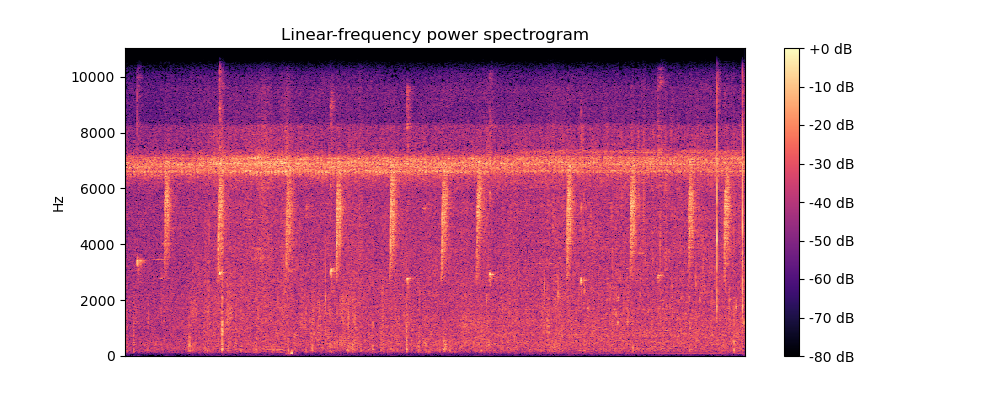 Linear-frequency power spectrogram
Hz
10000
8000
6000
4000
2000
0
+0 dB
-10 dB
-20 dB
-30 dB
-40 dB
-50 dB
-60 dB
-70 dB
-80 dB